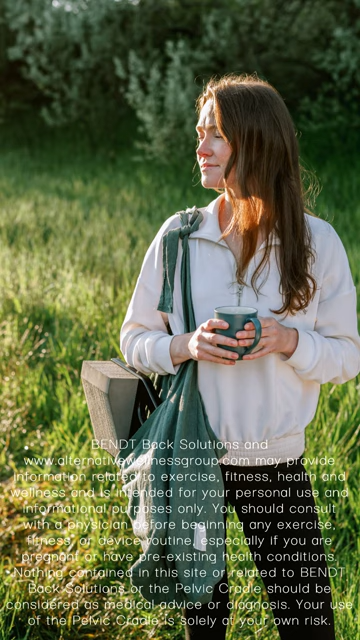 BENDT Back Solutions and
www.alternativewellnessgroup.com may provide
information related to exercise, fitness, health and
wellness and is intended for your personal use and
informational purposes only. You should consult
with a physician before beginning any exercise,
fitness, or device routine, especially if you are
pregnant or have pre-existing health conditions.
Nothing contained in this site or related to BENDT
Back Solutions or the Pelvic Cradle should be
considered as medical advice or diagnosis. Your use
of the Pelvic Cradle is solely at your own risk.